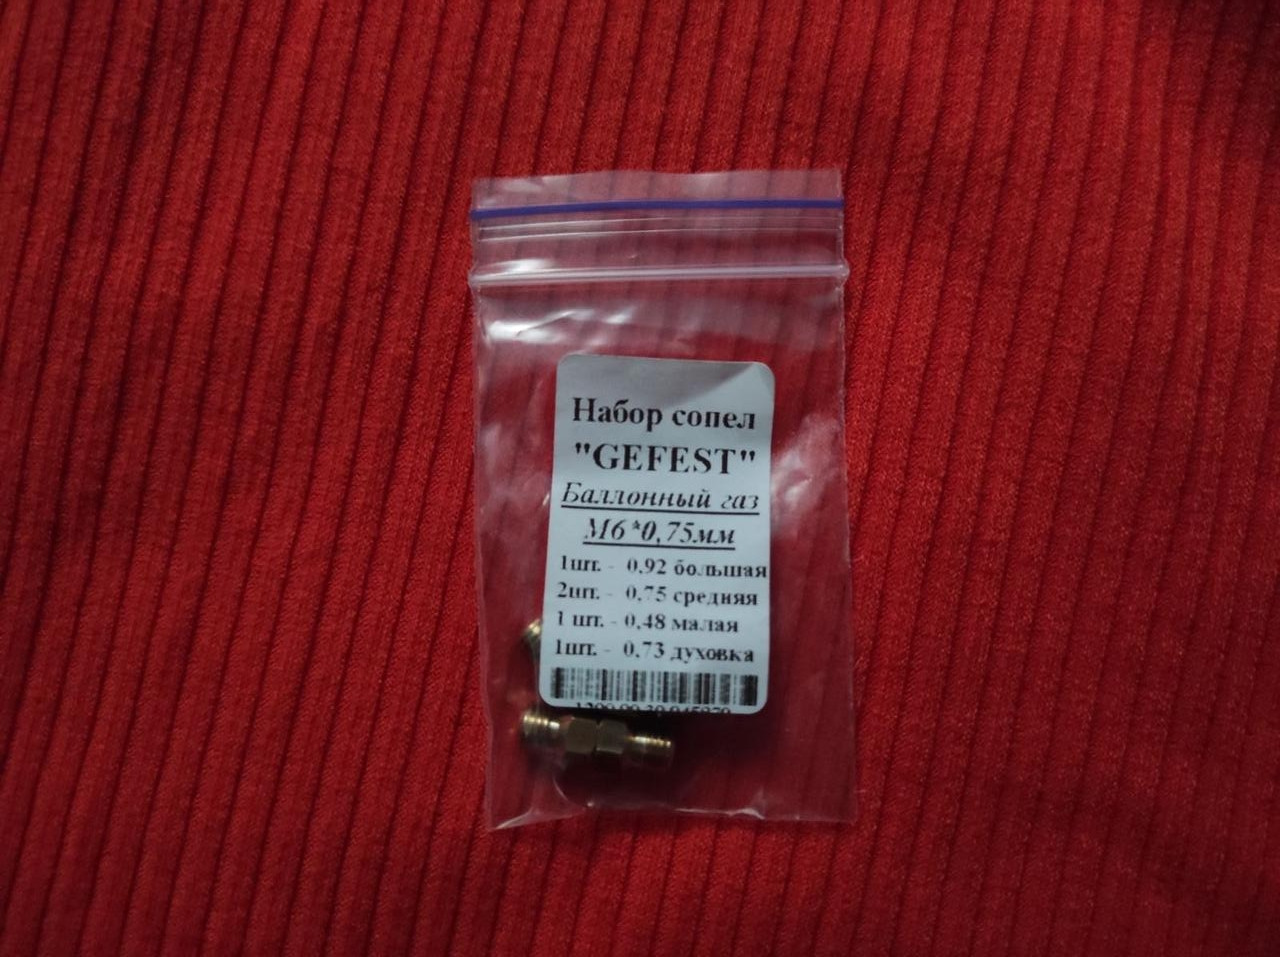 Набор сопел
"GEFEST"
Баллонный газ
М6*0,75мм
1шт. - 0,92 большая
2шт. - 0,75 средняя
1 шт. - 0,48 малая
1шт. - 0,73 духовка